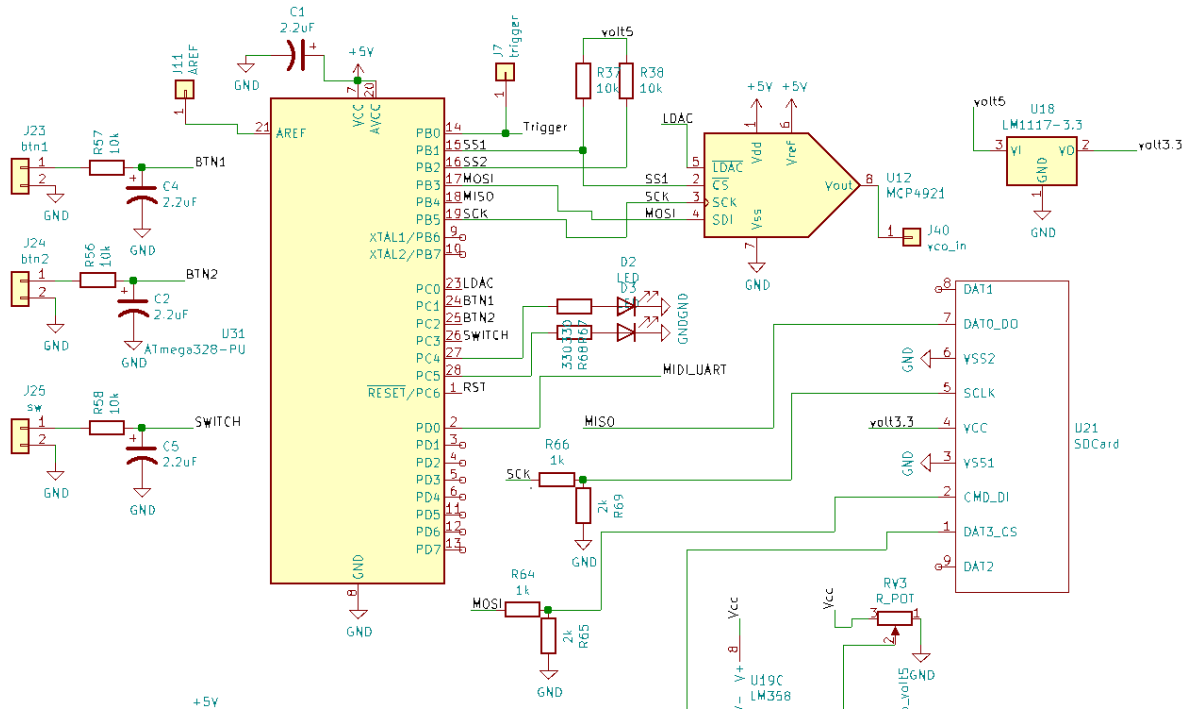 C1
2.2uF
+5V
GND
J11
AREF
1
J7
trigger
1
volt5
R37
10k
R38
10k
+5V
+5V
volt5
U18
LM1117-3.3
3 VI
VO 2
GND
1
volt3.3
GND
7
VCC
20
AVCC
21 AREF
PB0 14
Trigger
PB1 15 SS1
PB2 16 SS2
PB3 17 MOSI
PB4 18 MISO
PB5 19 SCK
XTAL1/PB6 9
XTAL2/PB7 10
PC0 23 LDAC
PC1 24 BTN1
PC2 25 BTN2
PC3 26 SWITCH
PC4 27
PC5 28
RESET/PC6 1 RST
PD0 2
PD1 3
PD2 4
PD3 5
PD4 6
PD5 11
PD6 12
PD7 13
GND
8
GND
U31
ATmega328-PU
LDAC
1
Vdd
6
Vref
5 LDAC
SS1 2 CS
SCK 3 SCK
MOSI 4 SDI
Vout 8
Vss
7
GND
U12
MCP4921
1
J40
vco_in
J23
btn1
1
2
R57
10k
BTN1
C4
2.2uF
GND
GND
J24
btn2
1
2
R56
10k
BTN2
C2
2.2uF
GND
GND
J25
sw
1
2
R58
10k
SWITCH
C5
2.2uF
GND
GND
D2
LED
D3
330
330
R68
R67
GND
GND
MIDI_UART
MISO
R66
1k
SCK
2k
R69
GND
R64
1k
MOSI
2k
R65
GND
8 DAT1
7 DAT0_DO
GND 6 VSS2
5 SCLK
volt3.3 4 VCC
GND 3 VSS1
2 CMD_DI
1 DAT3_CS
9 DAT2
U21
SDCard
Vcc
8
V+
V-
U19C
LM358
Vcc
RV3
R_POT
3
1
2
GND
+5V